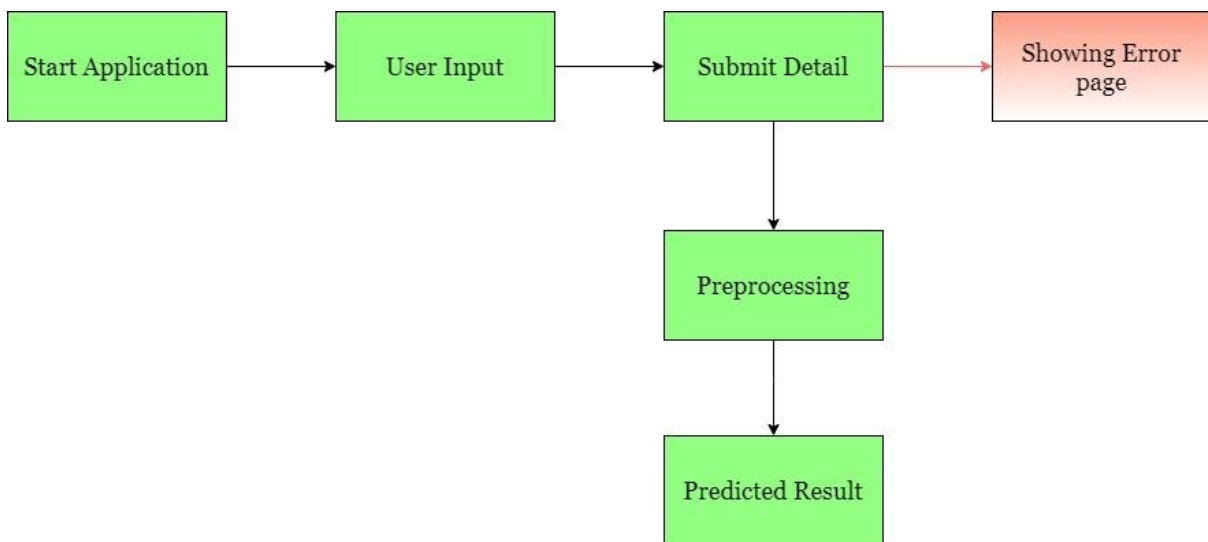 Start Application
User Input
Submit Detail
Showing Error
page
Preprocessing
Predicted Result